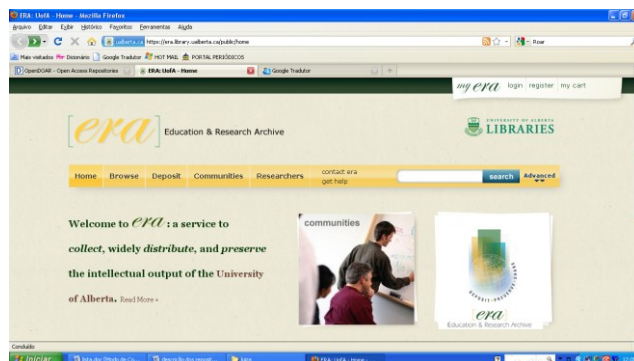 ERA: UofA - Home - Mozilla Firefox
Arquivo Editar Exibir Histórico Favoritos Ferramentas Ajuda
ualberta.ca https://era.library.ualberta.ca/public/home
Roar
Mais visitados Dicionário Google Tradutor HOT MAIL PORTAL PERIÓDICOS
OpenDOAR - Open Access Repositories ERA: UofA - Home Google Tradutor
my era login register my cart
era Education & Research Archive
UNIVERSITY OF ALBERTA
LIBRARIES
Home Browse Deposit Communities Researchers contact era get help search Advanced
Welcome to era : a service to
collect, widely distribute, and preserve
the intellectual output of the University
of Alberta. Read More »
communities
DEPOSIT
era
Education & Research Archive
Concluído
Iniciar ERA: UofA - Home -